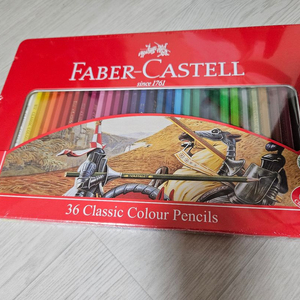 FABER-CASTELL
since 1761
36 Classic Colour Pencils